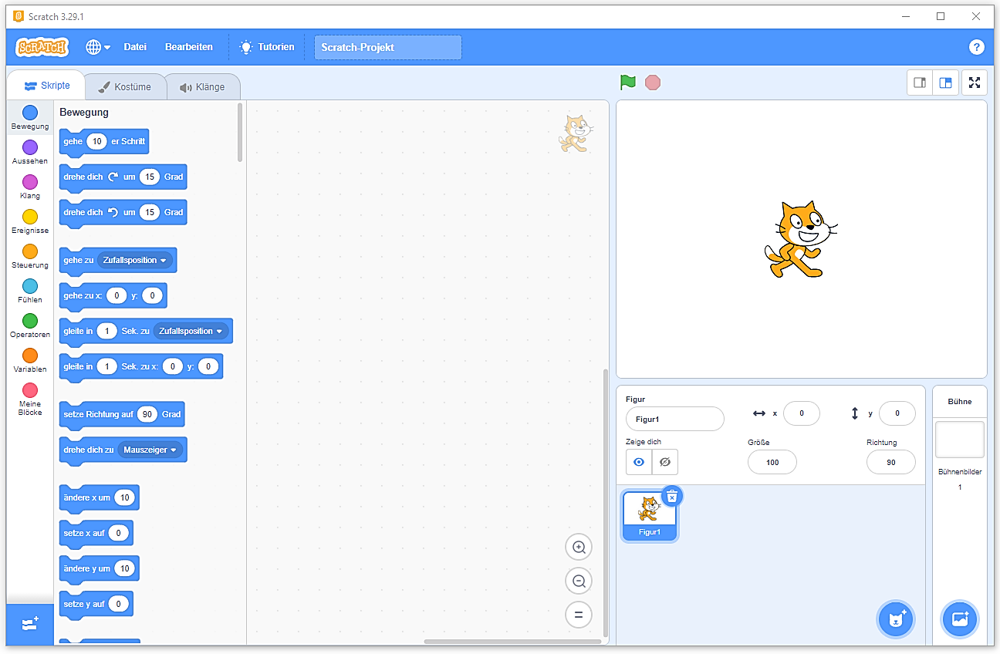 Scratch 3.29.1
SCRATCH
Datei
Bearbeiten
Tutorien
Scratch-Projekt
?
Skripte
Kostüme
Klänge
Bewegung
Aussehen
Klang
Ereignisse
Steuerung
Fühlen
Operatoren
Variablen
Meine
Blöcke
Bewegung
gehe 10 er Schritt
drehe dich um 15 Grad
drehe dich um 15 Grad
gehe zu Zufallsposition
gehe zu x: 0 y: 0
gleite in 1 Sek. zu Zufallsposition
gleite in 1 Sek. zu x: 0 y: 0
setze Richtung auf 90 Grad
drehe dich zu Mauszeiger
ändere x um 10
setze x auf 0
ändere y um 10
setze y auf 0
Figur
Figur1
x 0
y 0
Zeige dich
Größe
100
Richtung
90
Figur1
Bühne
Bühnenbilder
1